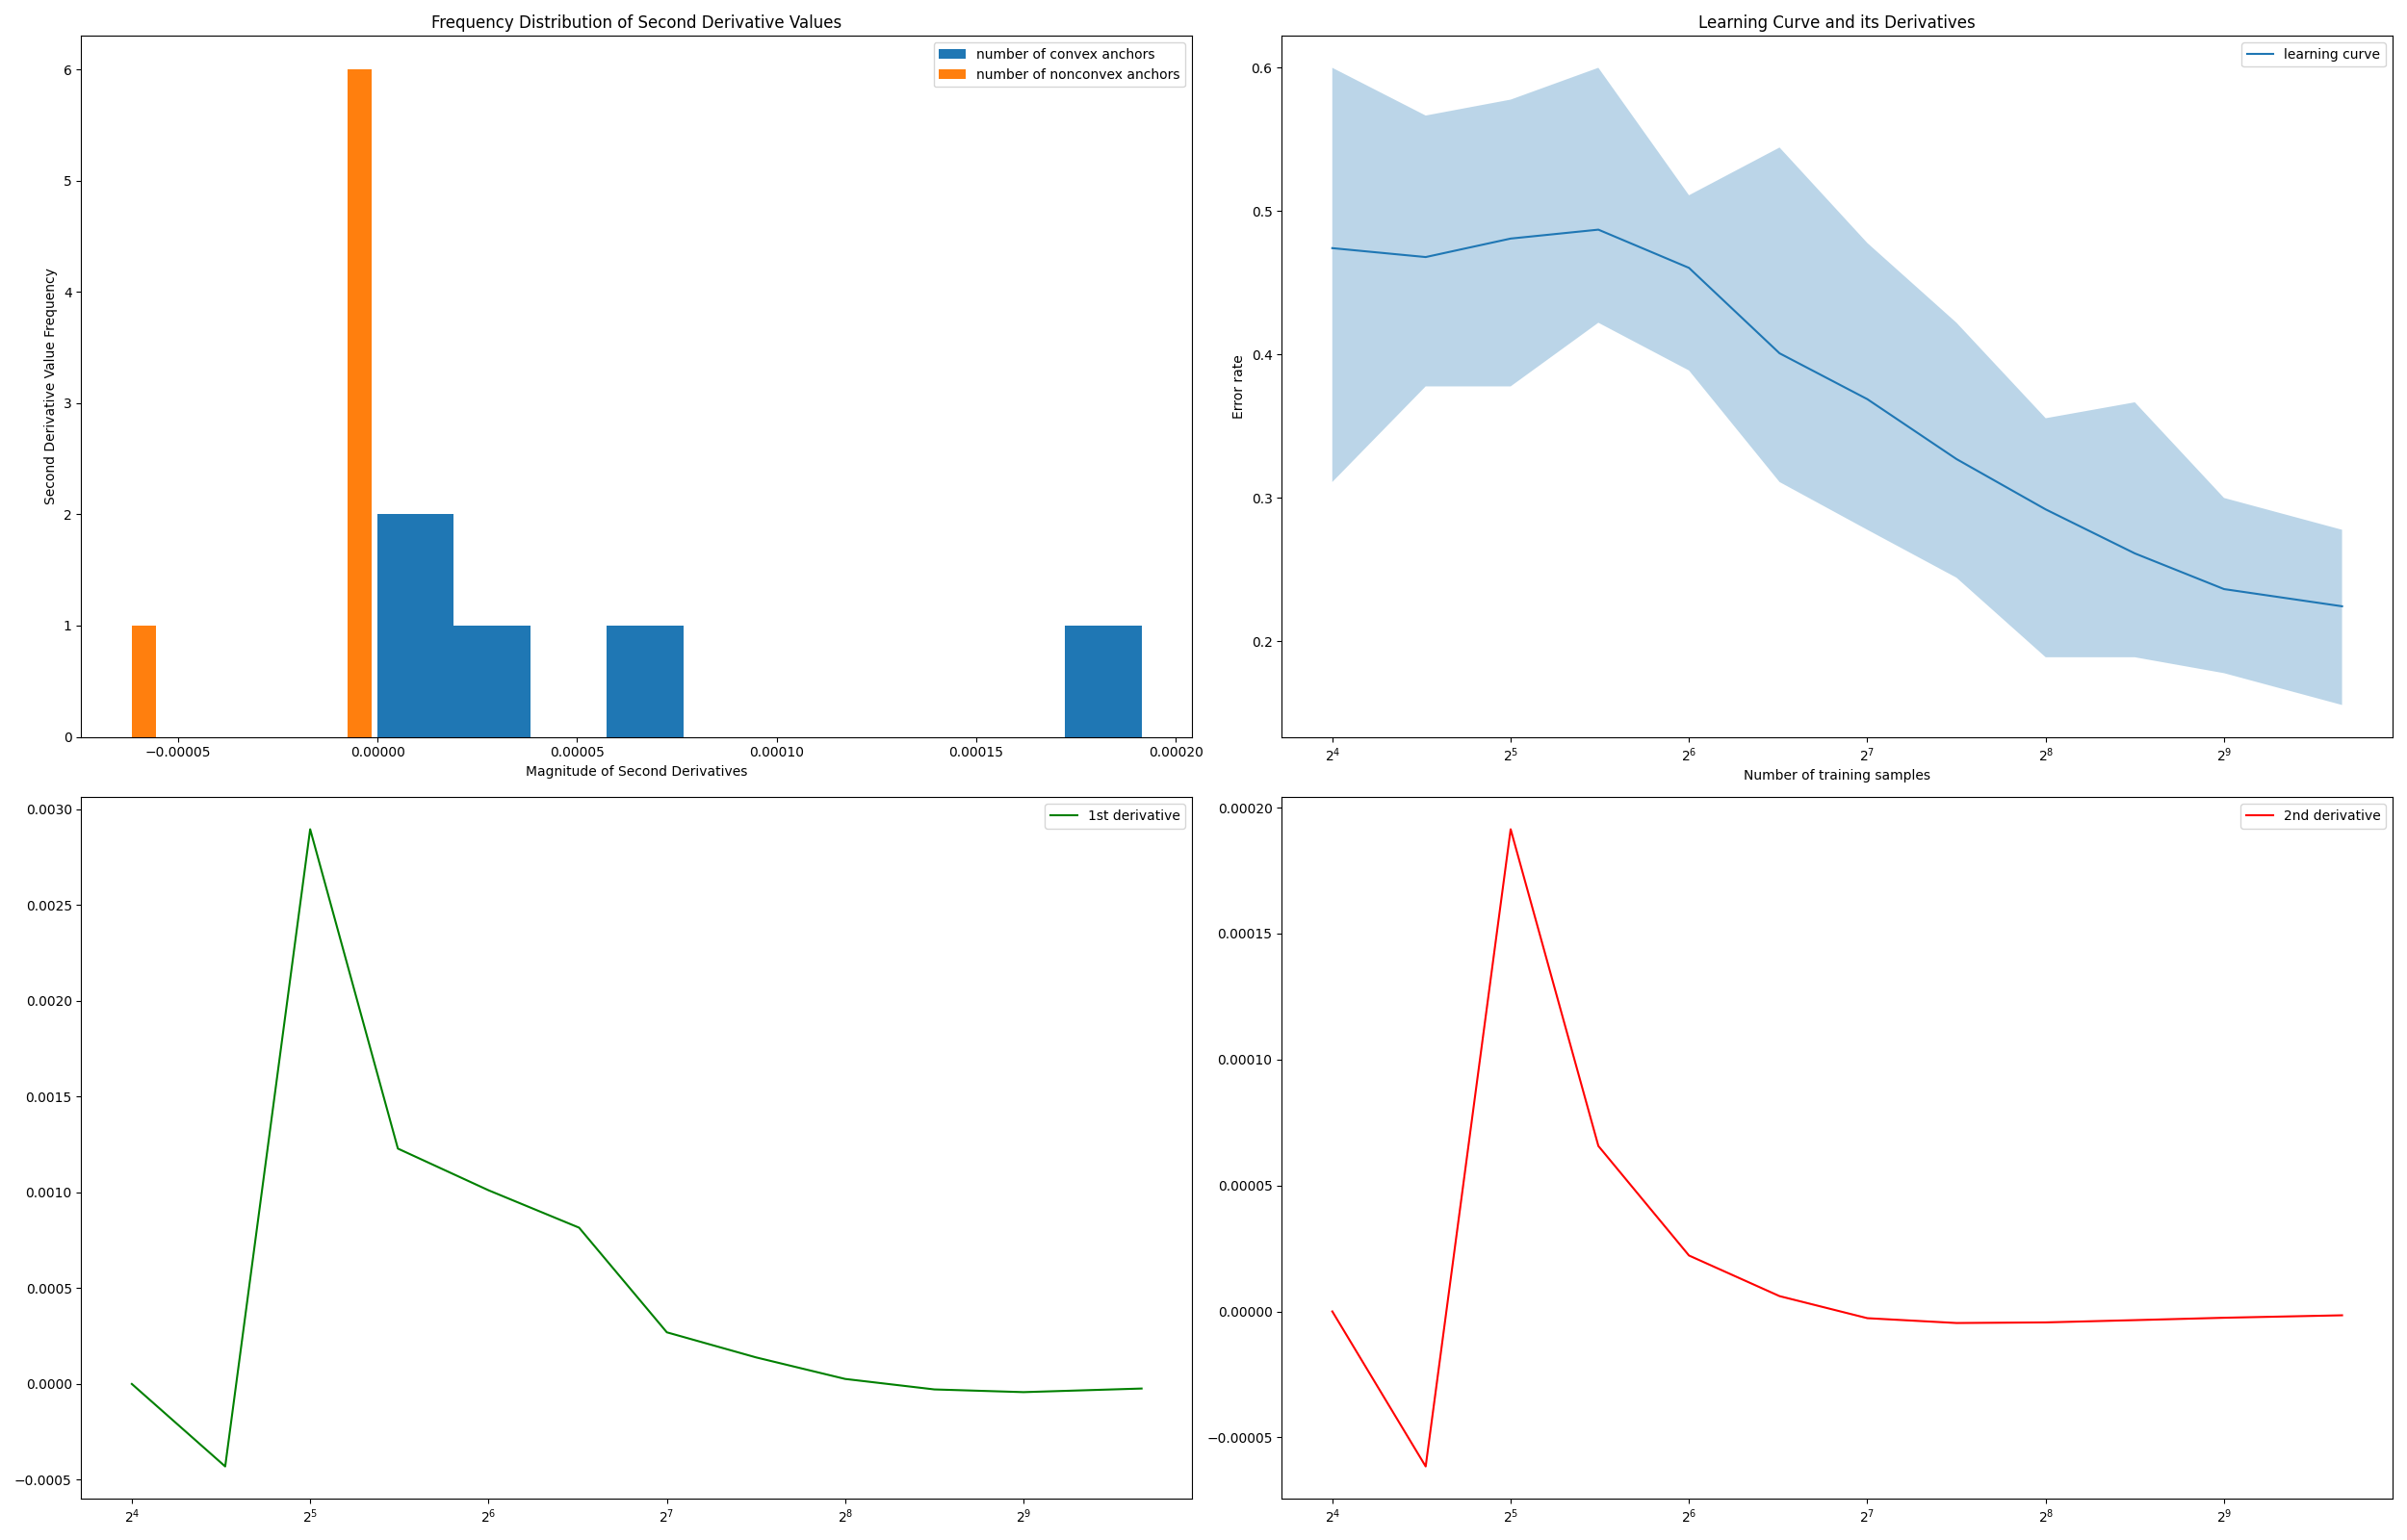 Frequency Distribution of Second Derivative Values
number of convex anchors
number of nonconvex anchors
Second Derivative Value Frequency
6
5
4
3
2
1
0
−0.00005 0.00000 0.00005 0.00010 0.00015 0.00020
Magnitude of Second Derivatives
Learning Curve and its Derivatives
learning curve
Error rate
0.6
0.5
0.4
0.3
0.2
2⁴ 2⁵ 2⁶ 2⁷ 2⁸ 2⁹
Number of training samples
1st derivative
0.0030
0.0025
0.0020
0.0015
0.0010
0.0005
0.0000
−0.0005
2⁴ 2⁵ 2⁶ 2⁷ 2⁸ 2⁹
2nd derivative
0.00020
0.00015
0.00010
0.00005
0.00000
−0.00005
2⁴ 2⁵ 2⁶ 2⁷ 2⁸ 2⁹